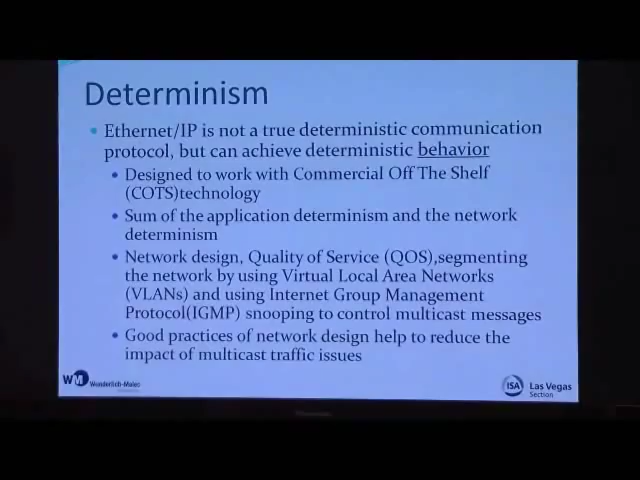 Determinism
Ethernet/IP is not a true deterministic communication
protocol, but can achieve deterministic behavior
Designed to work with Commercial Off The Shelf
(COTS)technology
Sum of the application determinism and the network
determinism
Network design, Quality of Service (QOS),segmenting
the network by using Virtual Local Area Networks
(VLANs) and using Internet Group Management
Protocol(IGMP) snooping to control multicast messages
Good practices of network design help to reduce the
impact of multicast traffic issues
WM Wunderlich-Malec
ISA Las Vegas
Section